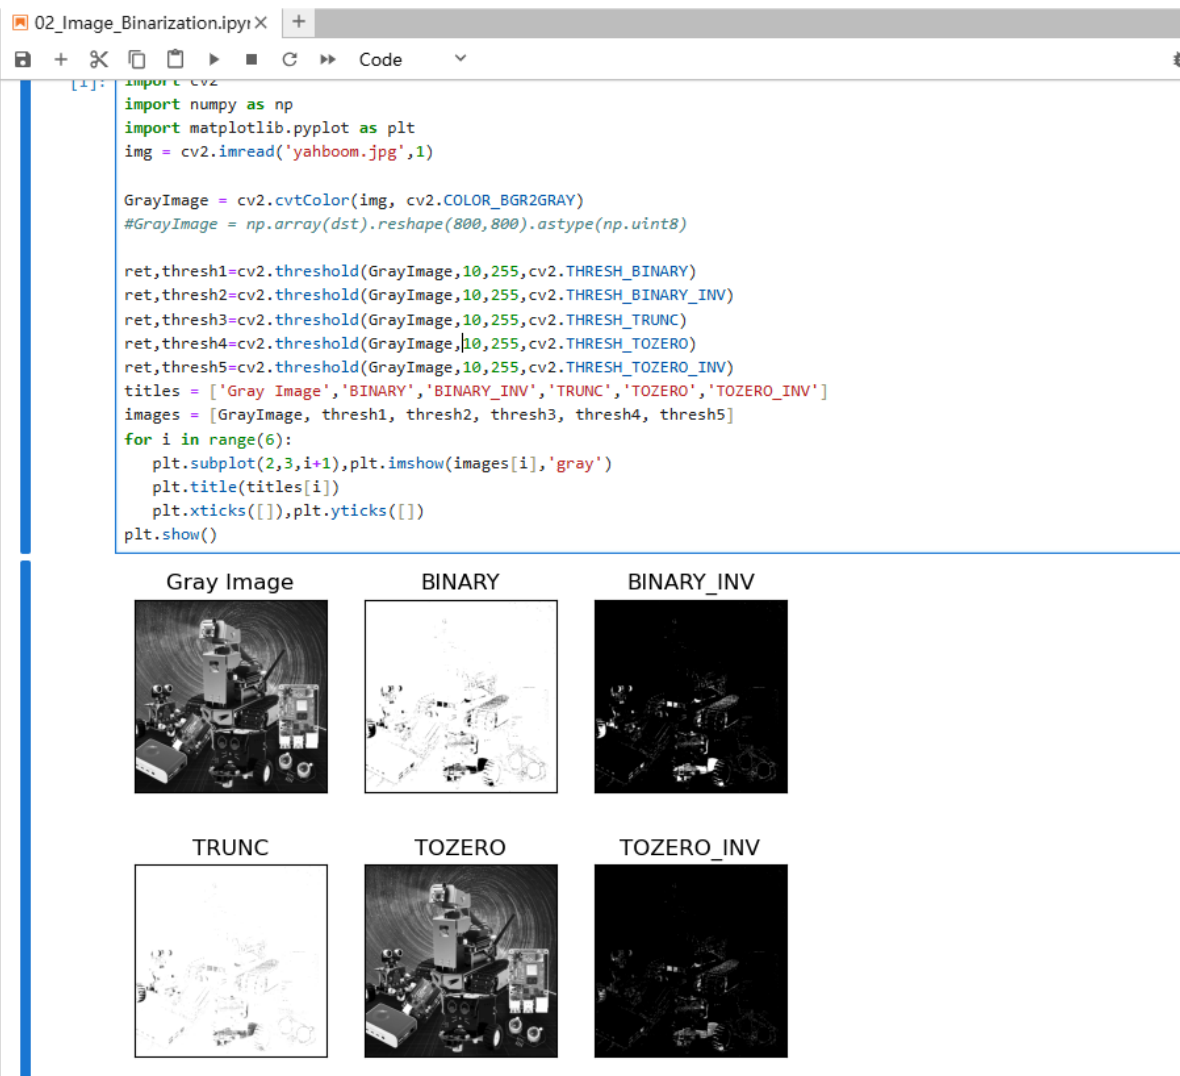 02_Image_Binarization.ipyr
Code
[1]:
import cv2
import numpy as np
import matplotlib.pyplot as plt
img = cv2.imread('yahboom.jpg',1)
GrayImage = cv2.cvtColor(img, cv2.COLOR_BGR2GRAY)
#GrayImage = np.array(dst).reshape(800,800).astype(np.uint8)
ret,thresh1=cv2.threshold(GrayImage,10,255,cv2.THRESH_BINARY)
ret,thresh2=cv2.threshold(GrayImage,10,255,cv2.THRESH_BINARY_INV)
ret,thresh3=cv2.threshold(GrayImage,10,255,cv2.THRESH_TRUNC)
ret,thresh4=cv2.threshold(GrayImage,10,255,cv2.THRESH_TOZERO)
ret,thresh5=cv2.threshold(GrayImage,10,255,cv2.THRESH_TOZERO_INV)
titles = ['Gray Image','BINARY','BINARY_INV','TRUNC','TOZERO','TOZERO_INV']
images = [GrayImage, thresh1, thresh2, thresh3, thresh4, thresh5]
for i in range(6):
   plt.subplot(2,3,i+1),plt.imshow(images[i],'gray')
   plt.title(titles[i])
   plt.xticks([]),plt.yticks([])
plt.show()
Gray Image
BINARY
BINARY_INV
TRUNC
TOZERO
TOZERO_INV